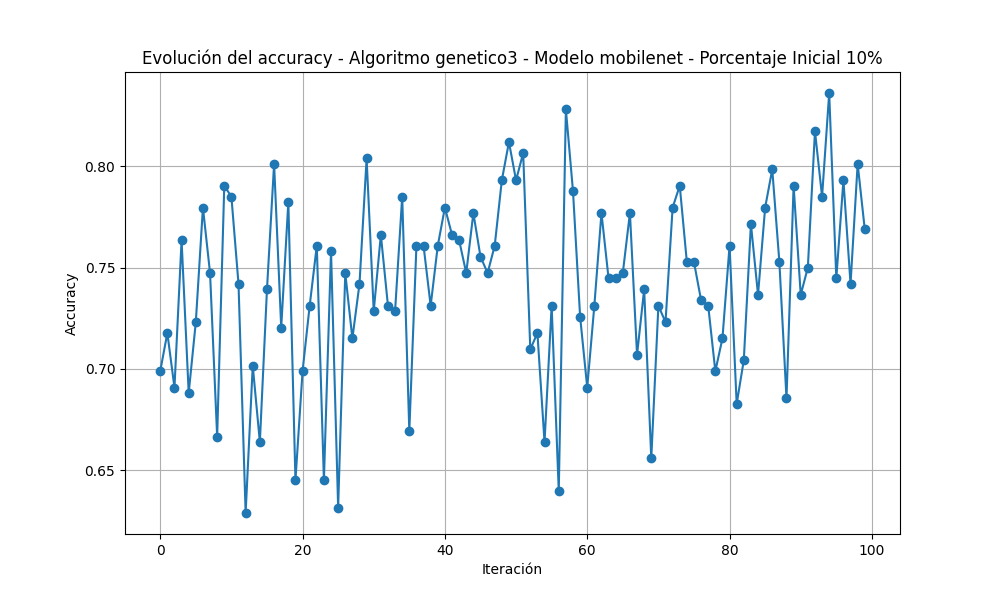 Evolución del accuracy - Algoritmo genetico3 - Modelo mobilenet - Porcentaje Inicial 10%
Accuracy
0.80
0.75
0.70
0.65
0 20 40 60 80 100
Iteración